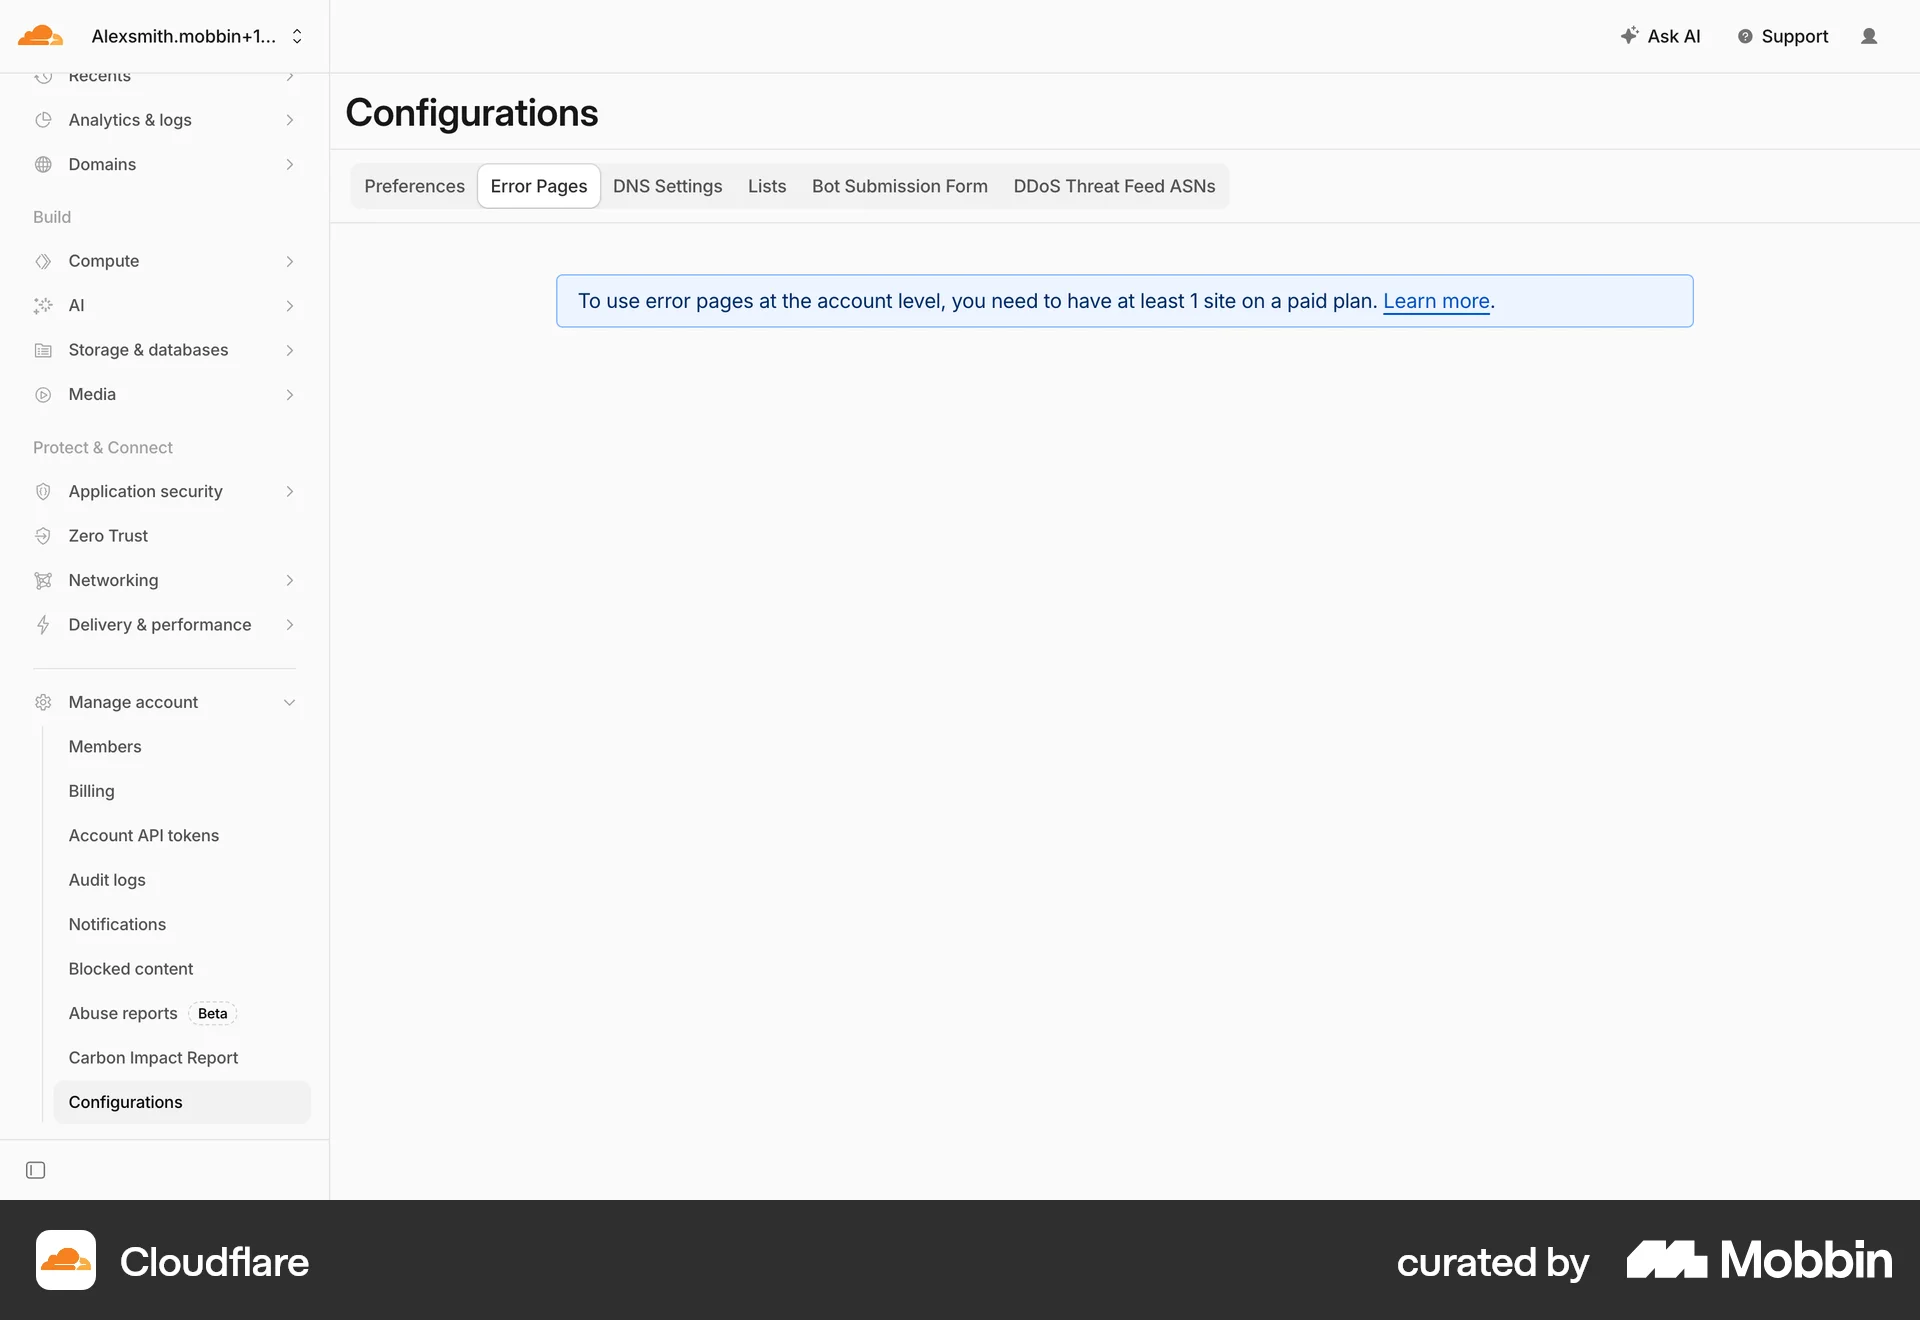 Alexsmith.mobbin+1...
Ask AI
Support
Recents
Analytics & logs
Domains
Build
Compute
AI
Storage & databases
Media
Protect & Connect
Application security
Zero Trust
Networking
Delivery & performance
Manage account
Members
Billing
Account API tokens
Audit logs
Notifications
Blocked content
Abuse reports Beta
Carbon Impact Report
Configurations
Configurations
Preferences Error Pages DNS Settings Lists Bot Submission Form DDoS Threat Feed ASNs
To use error pages at the account level, you need to have at least 1 site on a paid plan. Learn more.
Cloudflare
curated by Mobbin